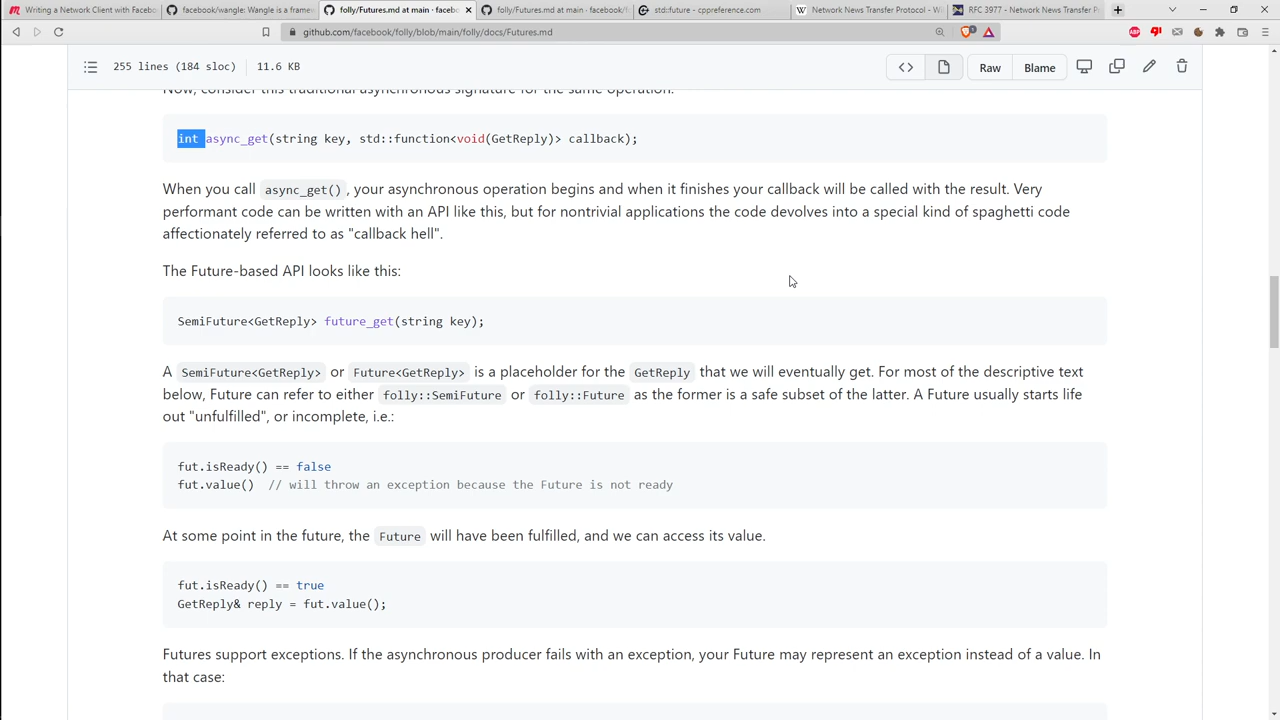 Writing a Network Client with Facebo
facebook/wangle: Wangle is a frame
folly/Futures.md at main · facebo
folly/Futures.md at main · facebook/f
std::future - cppreference.com
Network News Transfer Protocol - Wi
RFC 3977 - Network News Transfer Pr
github.com/facebook/folly/blob/main/folly/docs/Futures.md
255 lines (184 sloc) 11.6 KB
Raw
Blame
Now, consider this traditional asynchronous signature for the same operation:
int async_get(string key, std::function<void(GetReply)> callback);
When you call async_get(), your asynchronous operation begins and when it finishes your callback will be called with the result. Very
performant code can be written with an API like this, but for nontrivial applications the code devolves into a special kind of spaghetti code
affectionately referred to as "callback hell".
The Future-based API looks like this:
SemiFuture<GetReply> future_get(string key);
A SemiFuture<GetReply> or Future<GetReply> is a placeholder for the GetReply that we will eventually get. For most of the descriptive text
below, Future can refer to either folly::SemiFuture or folly::Future as the former is a safe subset of the latter. A Future usually starts life
out "unfulfilled", or incomplete, i.e.:
fut.isReady() == false
fut.value() // will throw an exception because the Future is not ready
At some point in the future, the Future will have been fulfilled, and we can access its value.
fut.isReady() == true
GetReply& reply = fut.value();
Futures support exceptions. If the asynchronous producer fails with an exception, your Future may represent an exception instead of a value. In
that case: